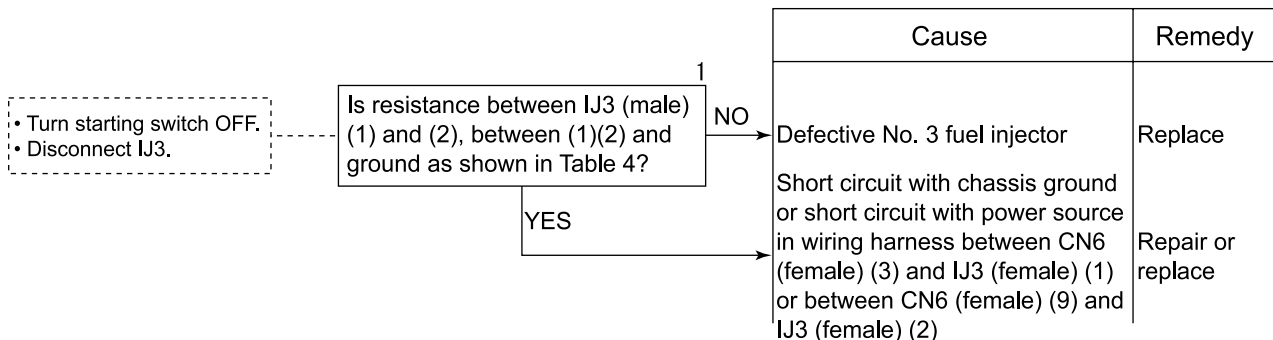 Cause
Remedy
• Turn starting switch OFF.
• Disconnect IJ3.
1
Is resistance between IJ3 (male)
(1) and (2), between (1)(2) and
ground as shown in Table 4?
NO
Defective No. 3 fuel injector
Replace
YES
Short circuit with chassis ground
or short circuit with power source
in wiring harness between CN6
(female) (3) and IJ3 (female) (1)
or between CN6 (female) (9) and
IJ3 (female) (2)
Repair or
replace